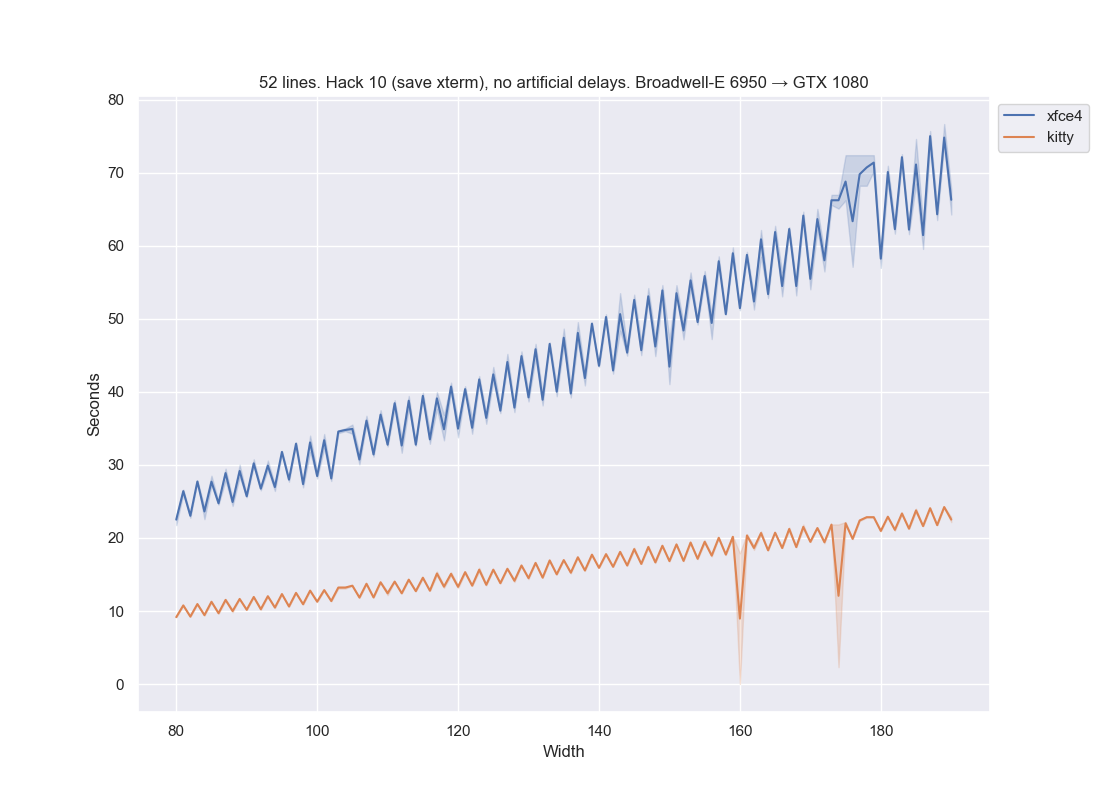 52 lines. Hack 10 (save xterm), no artificial delays. Broadwell-E 6950 → GTX 1080
xfce4
kitty
80
70
60
50
40
30
20
10
0
Seconds
80 100 120 140 160 180
Width